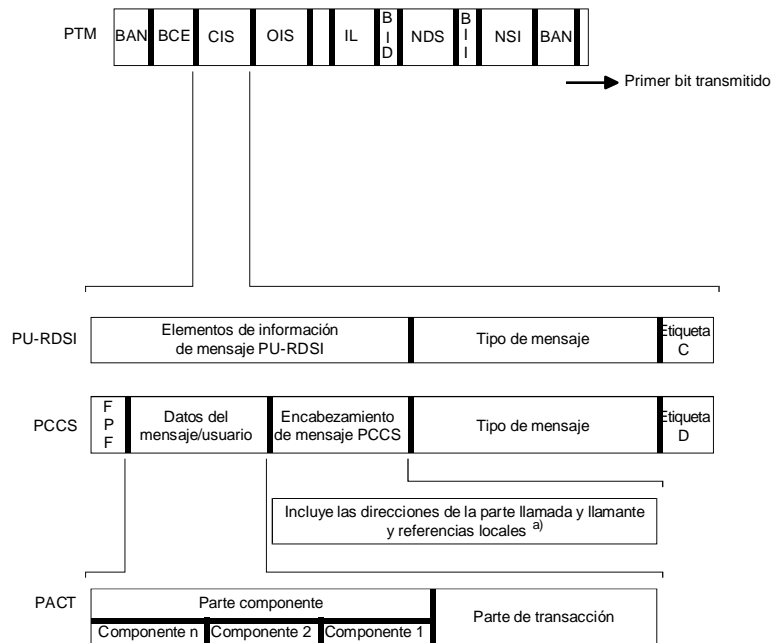 PTM BAN BCE CIS OIS IL BID NDS BII NSI BAN
Primer bit transmitido
PU-RDSI
Elementos de información
de mensaje PU-RDSI
Tipo de mensaje
Etiqueta
C
PCCS
FPF
Datos del
mensaje/usuario
Encabezamiento
de mensaje PCCS
Tipo de mensaje
Etiqueta
D
Incluye las direcciones de la parte llamada y llamante
y referencias locales a)
PACT
Parte componente
Componente n Componente 2 Componente 1
Parte de transacción